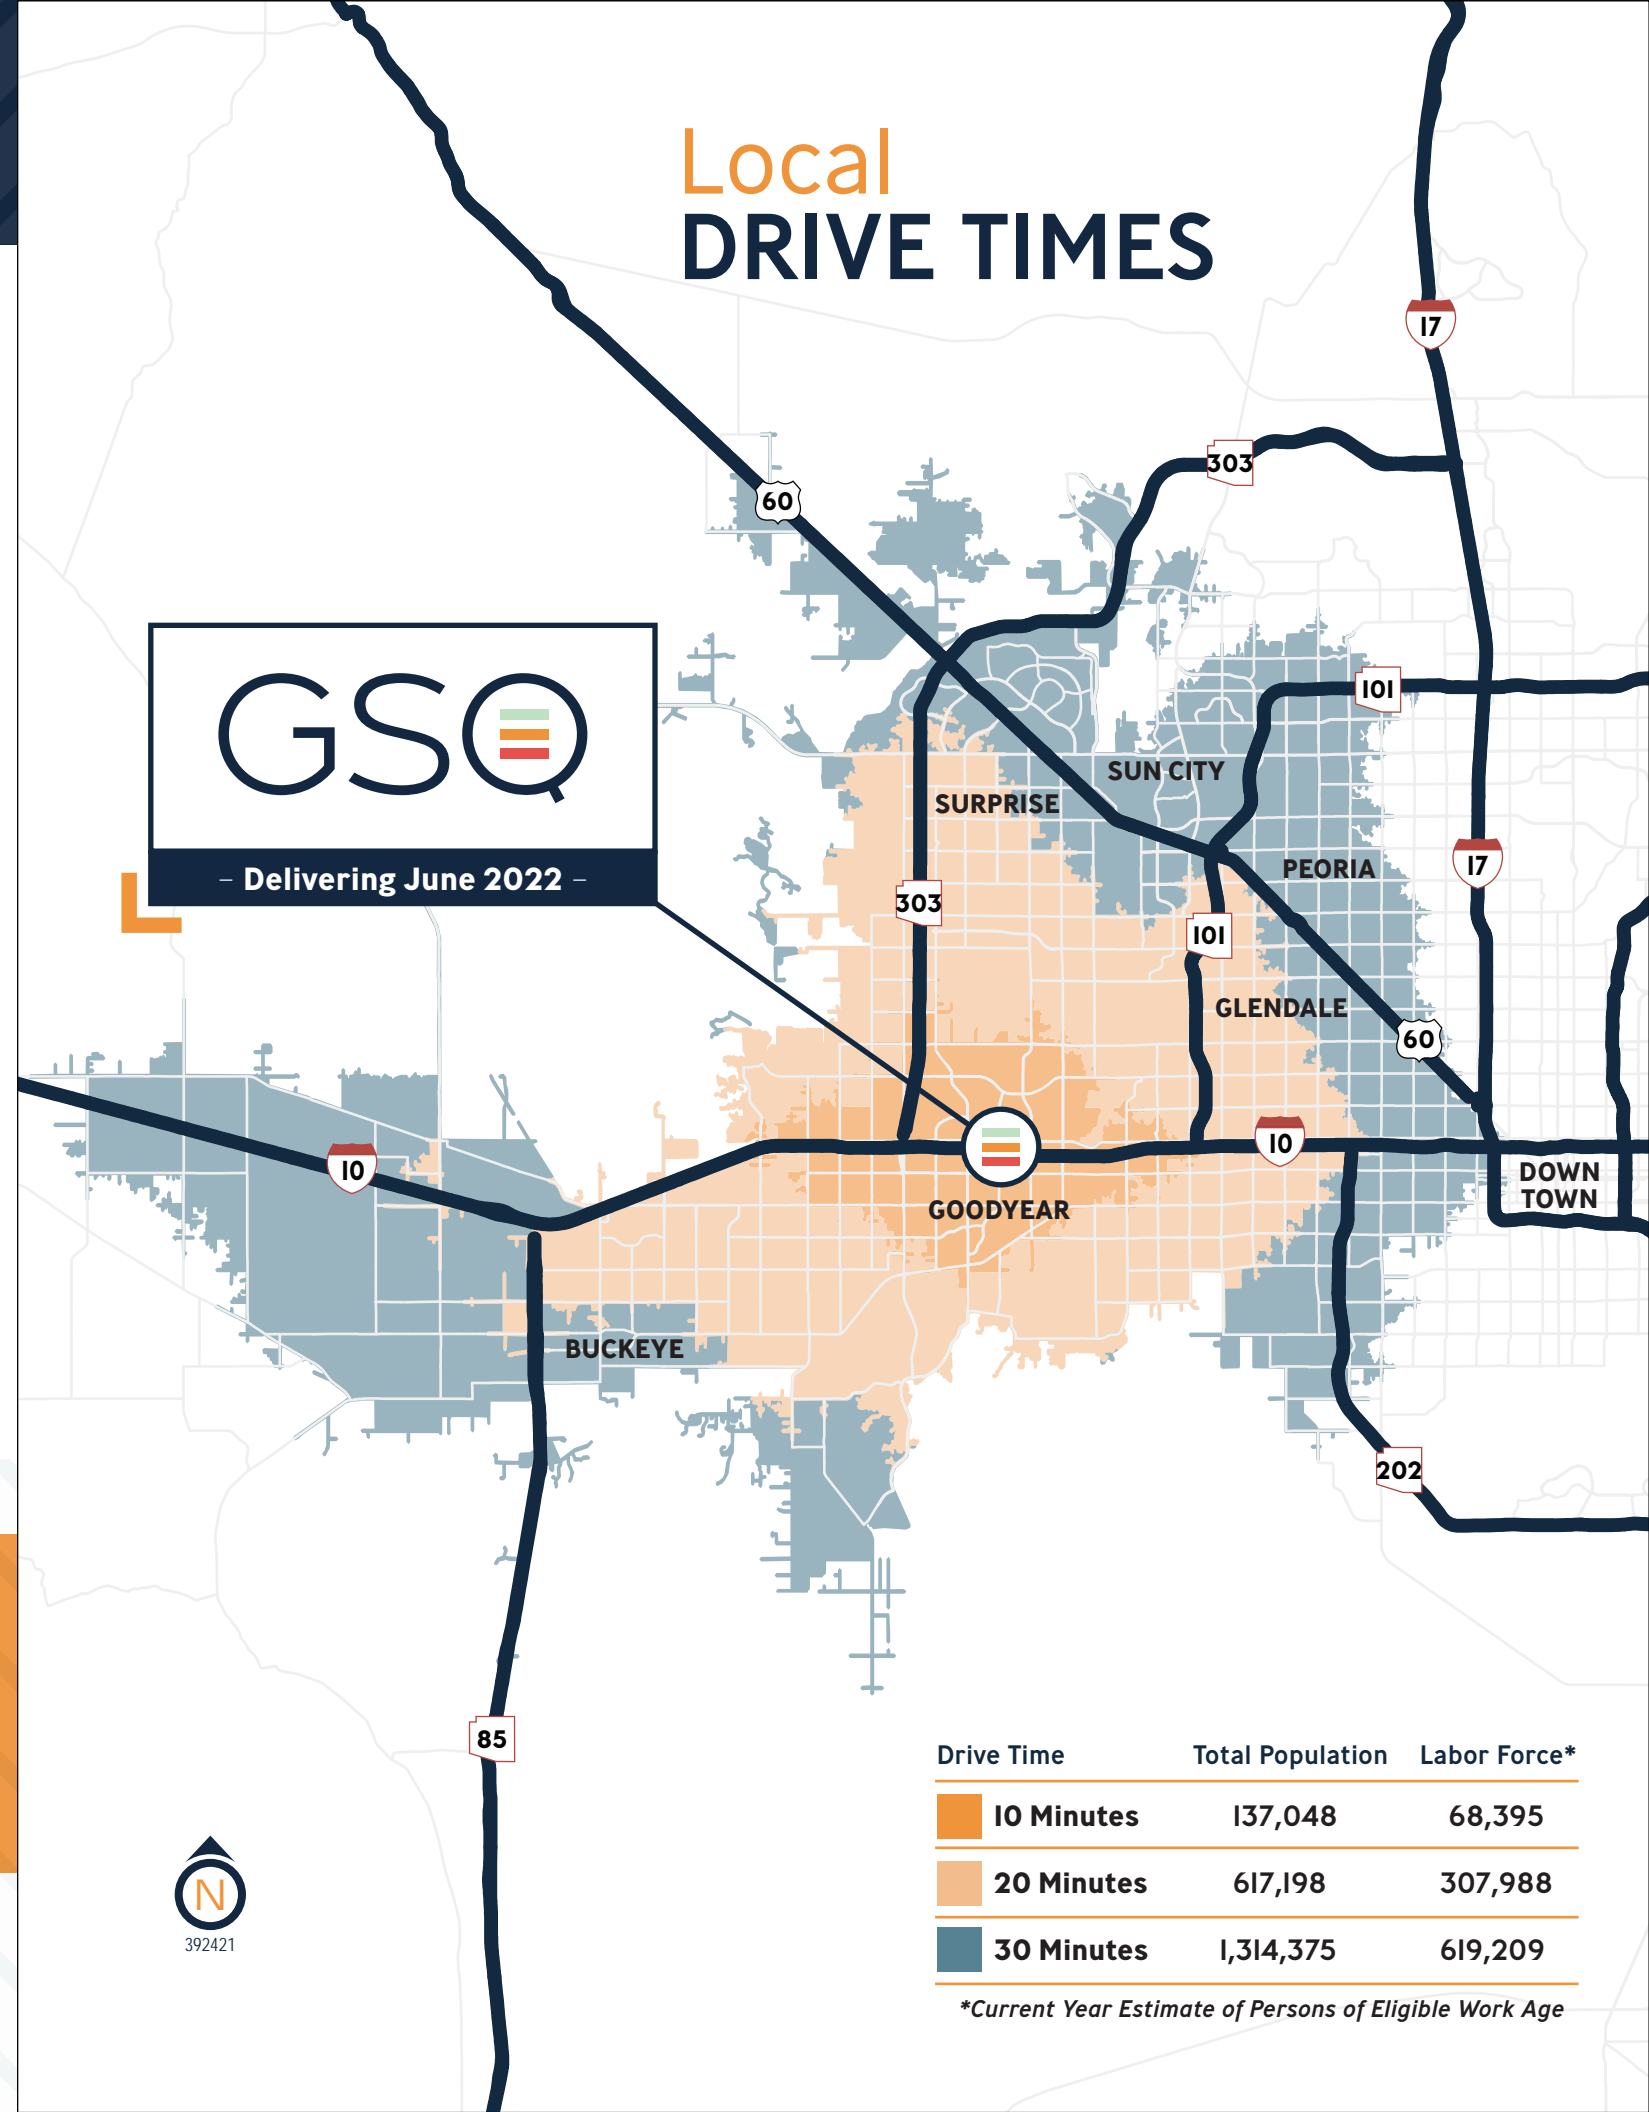 Local
DRIVE TIMES
17
303
60
101
GSQ
SUN CITY
SURPRISE
– Delivering June 2022 –
PEORIA
17
303
101
GLENDALE
60
10
10
DOWN
TOWN
GOODYEAR
BUCKEYE
202
85
Drive Time Total Population Labor Force*
10 Minutes 137,048 68,395
20 Minutes 617,198 307,988
30 Minutes 1,314,375 619,209
*Current Year Estimate of Persons of Eligible Work Age
N
392421